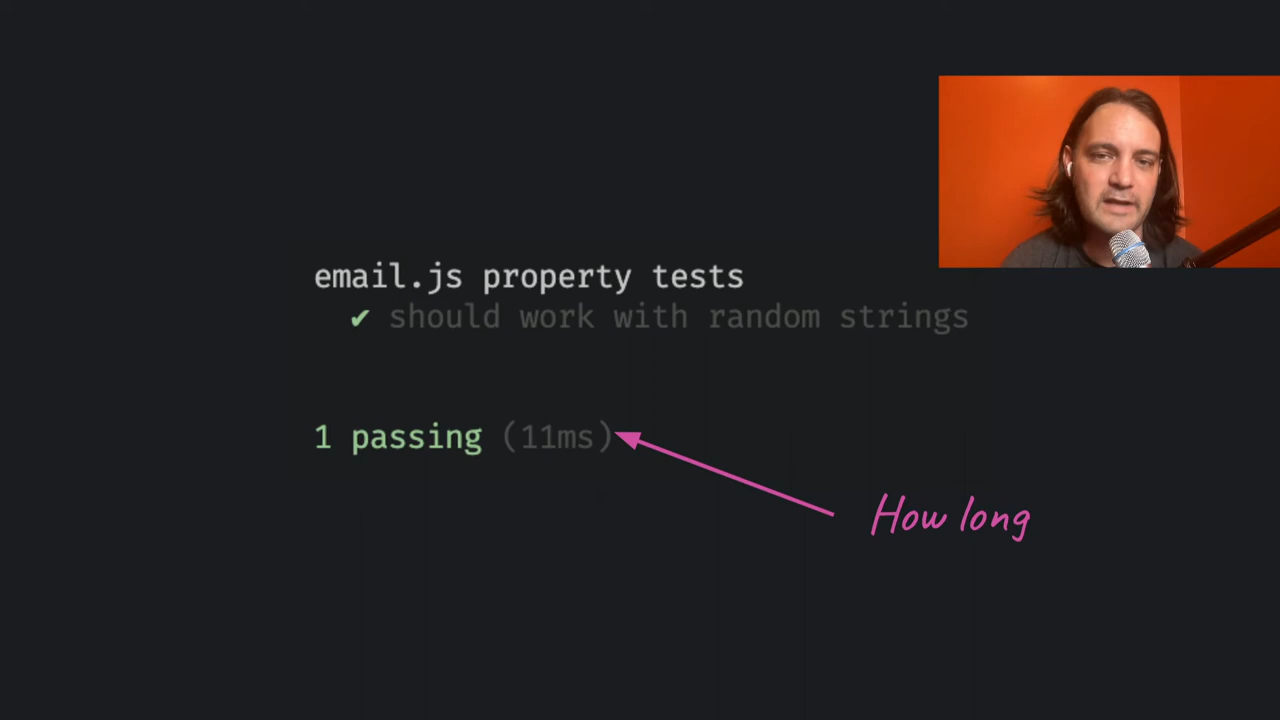 email.js property tests
✔ should work with random strings
1 passing (11ms)
How long